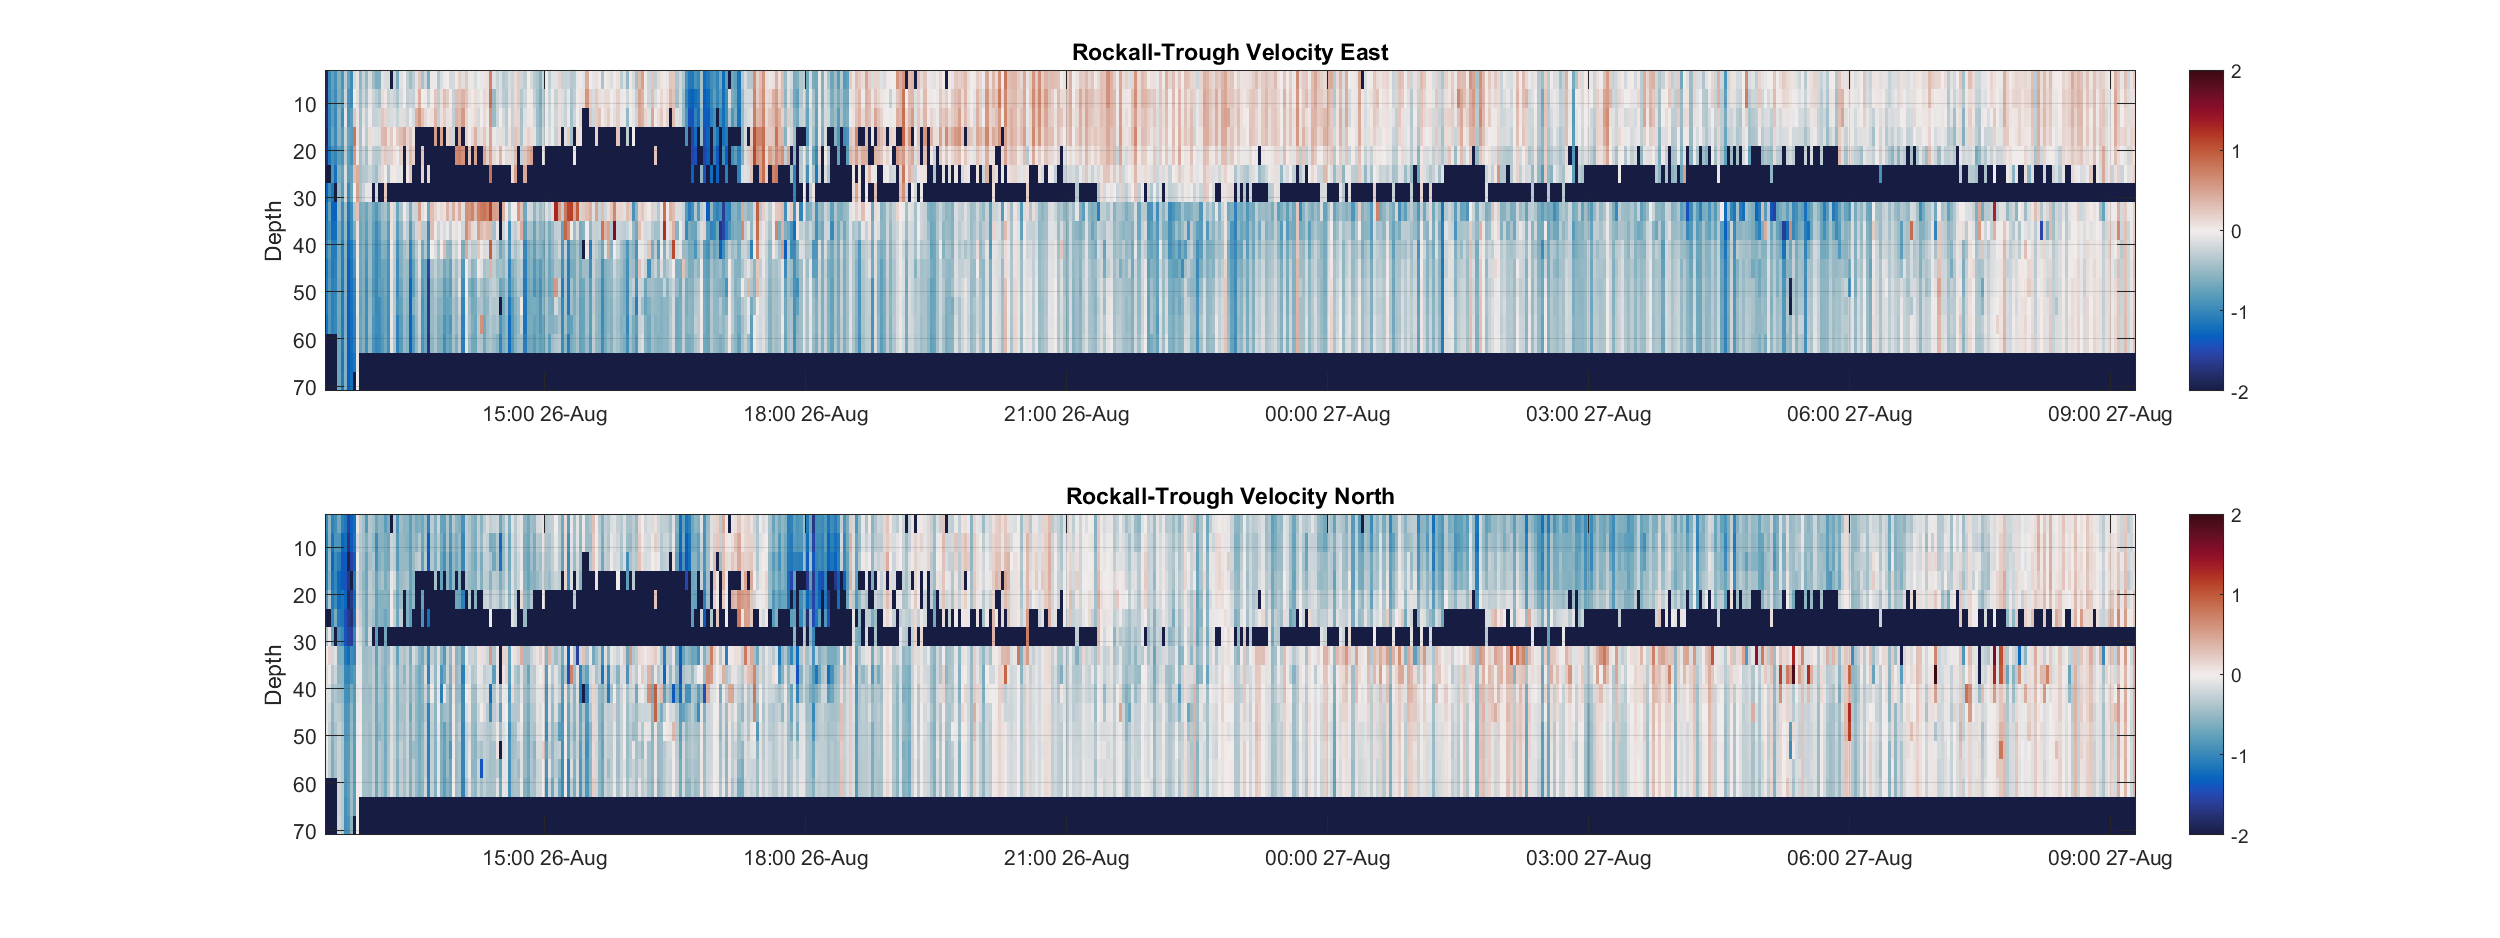 Rockall-Trough Velocity East
Depth
10
20
30
40
50
60
70
15:00 26-Aug
18:00 26-Aug
21:00 26-Aug
00:00 27-Aug
03:00 27-Aug
06:00 27-Aug
09:00 27-Aug
2
1
0
-1
-2
Rockall-Trough Velocity North
Depth
10
20
30
40
50
60
70
15:00 26-Aug
18:00 26-Aug
21:00 26-Aug
00:00 27-Aug
03:00 27-Aug
06:00 27-Aug
09:00 27-Aug
2
1
0
-1
-2